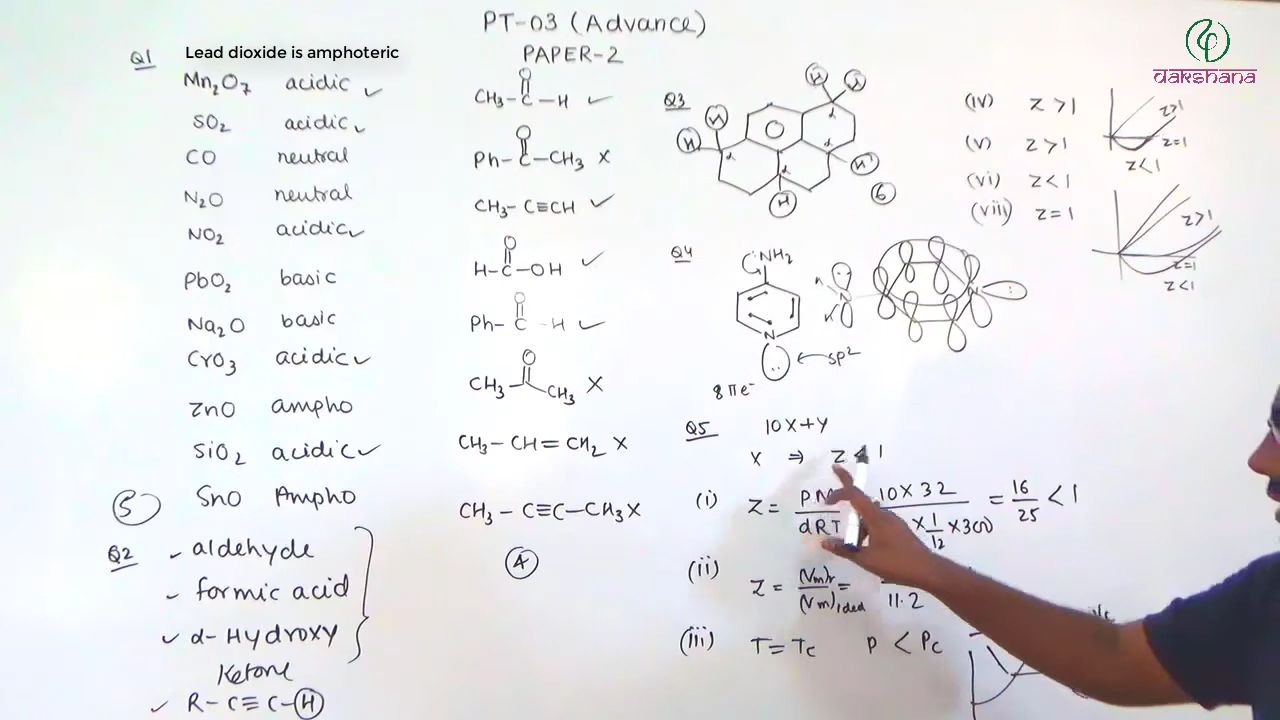 PT-03 (Advance)
PAPER-2
dakshana
Q1 Lead dioxide is amphoteric
Mn₂O₇ acidic ✓
SO₂ acidic ✓
CO neutral
N₂O neutral
NO₂ acidic ✓
PbO₂ basic
Na₂O basic
CrO₃ acidic ✓
ZnO ampho
SiO₂ acidic ✓
5 SnO Ampho
Q2 ✓ aldehyde
✓ formic acid
✓ α-Hydroxy
Ketone
✓ R-C≡C-H
O
CH₃-C-H ✓
O
Ph-C-CH₃ X
CH₃-C≡CH ✓
O
H-C-OH ✓
O
Ph-C-H ✓
O
CH₃ CH₃ X
CH₃-CH=CH₂ X
CH₃-C≡C-CH₃ X
4
Q3
H H
H H
α α α α
H H
6
Q4
NH₂
N
sp²
8πe⁻
N N
Q5 10X+Y
X ⇒ Z < 1
(i) Z = PM/dRT 10×32 / ×1/12×300 = 16/25 < 1
(ii) Z = (Vm)r/(Vm)ideal = 11.2
(iii) T = Tc P < Pc
(iv) Z > 1
(v) Z > 1
(vi) Z < 1
(viii) Z = 1
Z>1
Z=1
Z<1
Z>1
Z=1
Z<1